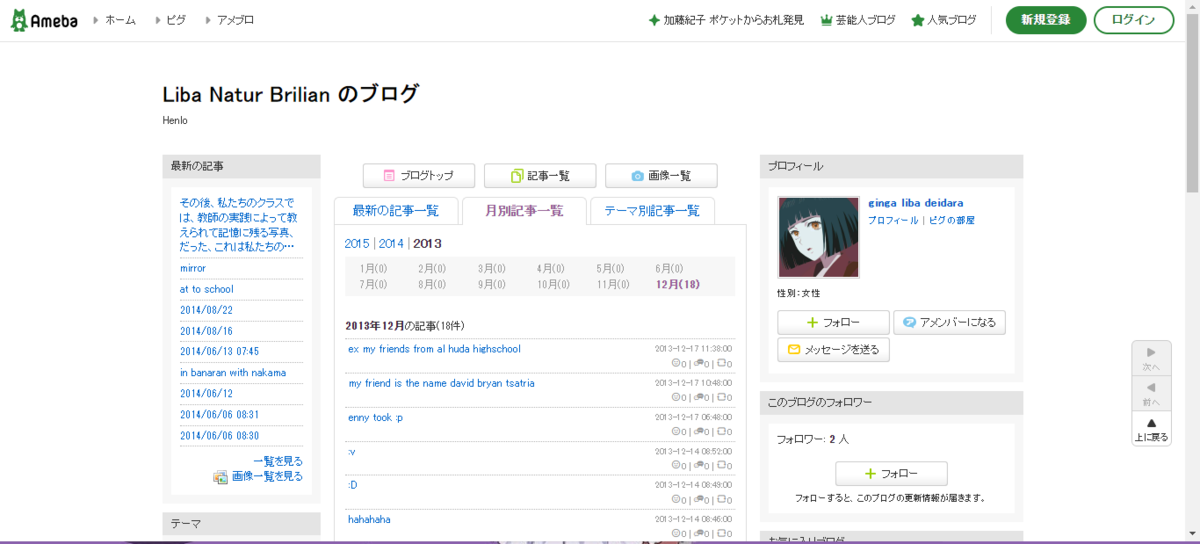 Ameba ホーム ピグ アメブロ 加藤紀子 ポケットからお札発見 芸能人ブログ 人気ブログ 新規登録 ログイン
Liba Natur Brilian のブログ
Henlo
最新の記事
その後、私たちのクラスで
は、教師の実践によって教
えられて記憶に残る写真、
だった、これは私たちの…
mirror
at to school
2014/08/22
2014/08/16
2014/06/13 07:45
in banaran with nakama
2014/06/12
2014/06/06 08:31
2014/06/06 08:30
一覧を見る
画像一覧を見る
テーマ
ブログトップ 記事一覧 画像一覧
最新の記事一覧 月別記事一覧 テーマ別記事一覧
2015 | 2014 | 2013
1月(0) 2月(0) 3月(0) 4月(0) 5月(0) 6月(0)
7月(0) 8月(0) 9月(0) 10月(0) 11月(0) 12月(18)
2013年12月の記事(18件)
ex my friends from al huda highschool 2013-12-17 11:38:00
0 | 0 | 0
my friend is the name david bryan tsatria 2013-12-17 10:48:00
0 | 0 | 0
enny took :p 2013-12-17 06:48:00
0 | 0 | 0
:v 2013-12-14 08:52:00
0 | 0 | 0
:D 2013-12-14 08:49:00
0 | 0 | 0
hahahaha 2013-12-14 08:46:00
0 | 0 | 0
プロフィール
ginga liba deidara
プロフィール | ピグの部屋
性別：女性
フォロー アメンバーになる
メッセージを送る
このブログのフォロワー
フォロワー: 2 人
フォロー
フォローすると、このブログの更新情報が届きます。
お気に入りブログ
次へ
前へ
上に戻る